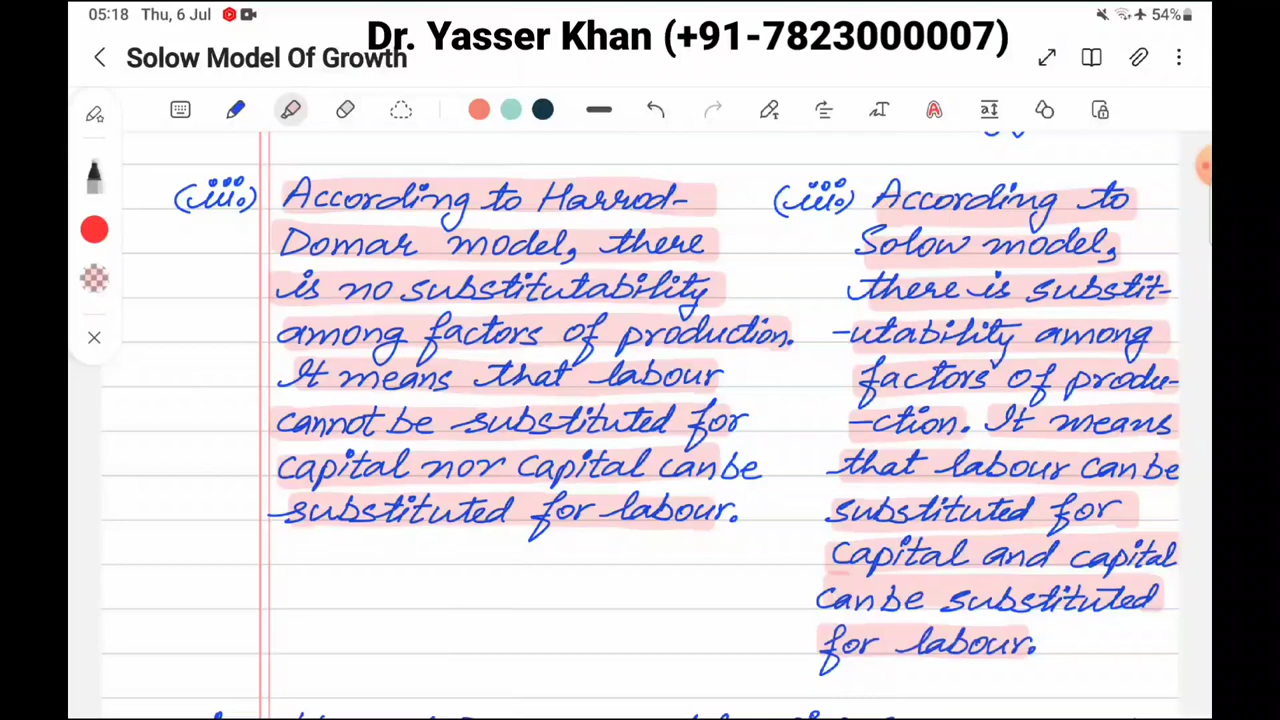 05:18 Thu, 6 Jul
54%
Dr. Yasser Khan (+91-7823000007)
Solow Model Of Growth
(iii.) According to Harrod-
Domar model, there
is no substitutability
among factors of production.
It means that labour
cannot be substituted for
capital nor capital can be
substituted for labour.
(iii.) According to
Solow model,
there is substit-
-utability among
factors of produ-
-ction. It means
that labour can be
substituted for
capital and capital
can be substituted
for labour.